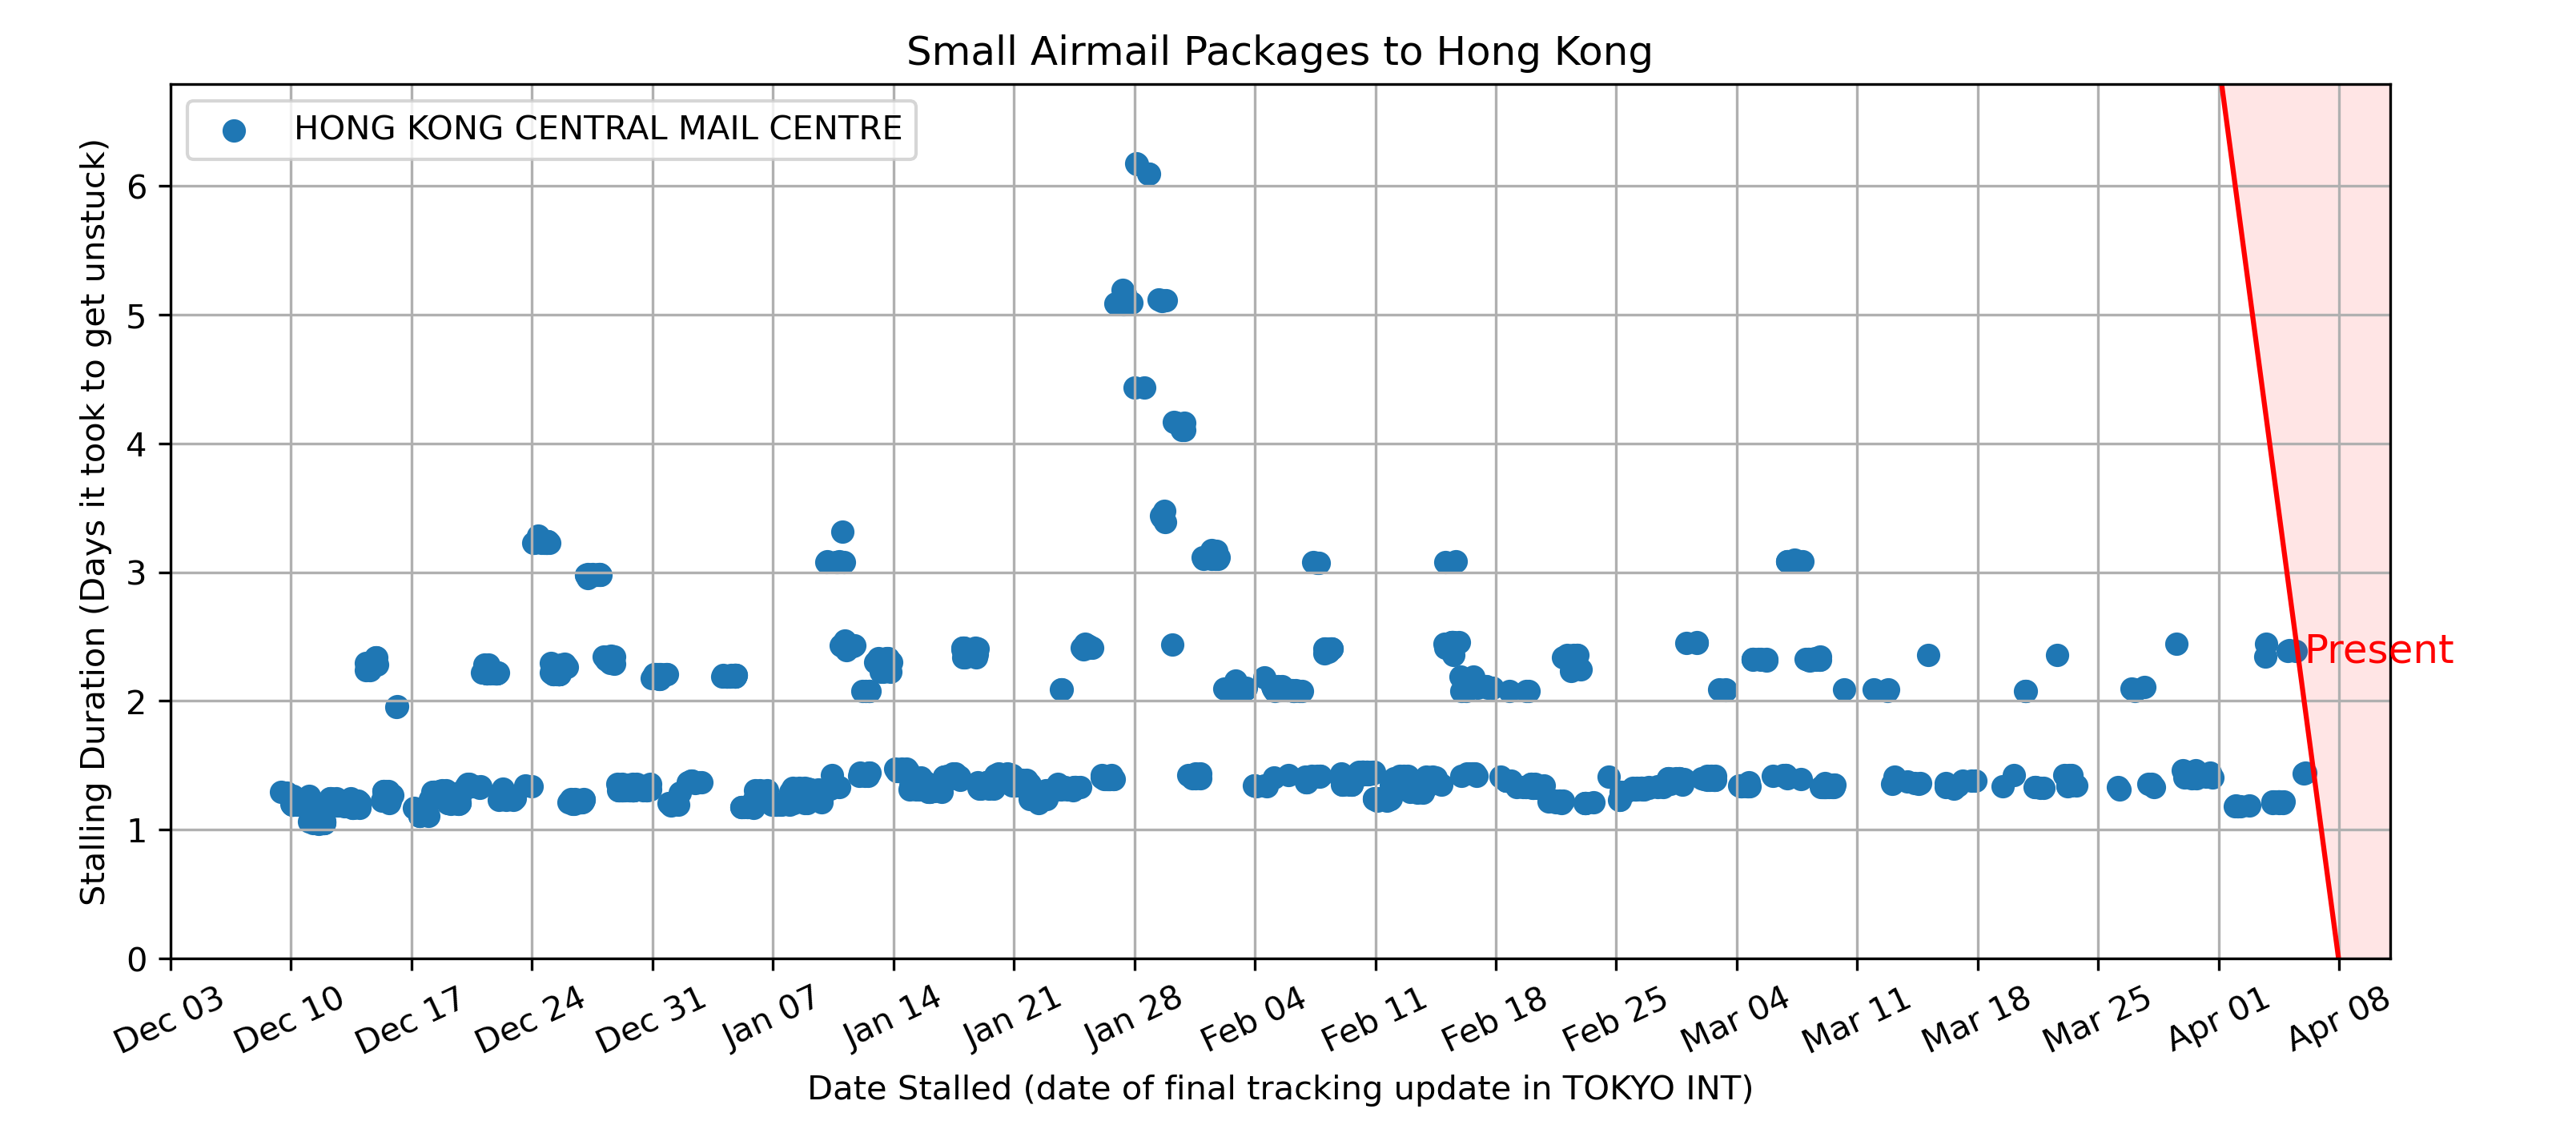 Small Airmail Packages to Hong Kong
HONG KONG CENTRAL MAIL CENTRE
Stalling Duration (Days it took to get unstuck)
6
5
4
3
2
1
0
Present
Dec 03
Dec 10
Dec 17
Dec 24
Dec 31
Jan 07
Jan 14
Jan 21
Jan 28
Feb 04
Feb 11
Feb 18
Feb 25
Mar 04
Mar 11
Mar 18
Mar 25
Apr 01
Apr 08
Date Stalled (date of final tracking update in TOKYO INT)